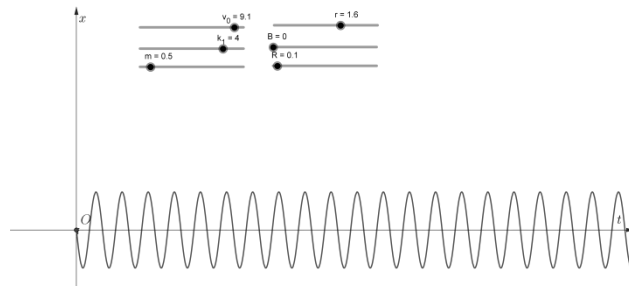 x
v₀ = 9.1
r = 1.6
k₁ = 4
B = 0
m = 0.5
R = 0.1
O
t